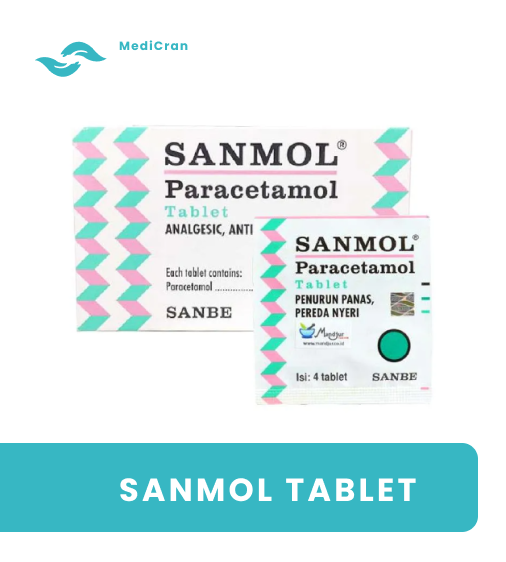 MediCran
SANMOL®
Paracetamol
Tablet
ANALGESIC, ANTI
Each tablet contains:
Paracetamol ..............
SANBE
SANMOL®
Paracetamol
Tablet
PENURUN PANAS,
PEREDA NYERI
Isi: 4 tablet
SANBE
SANMOL TABLET